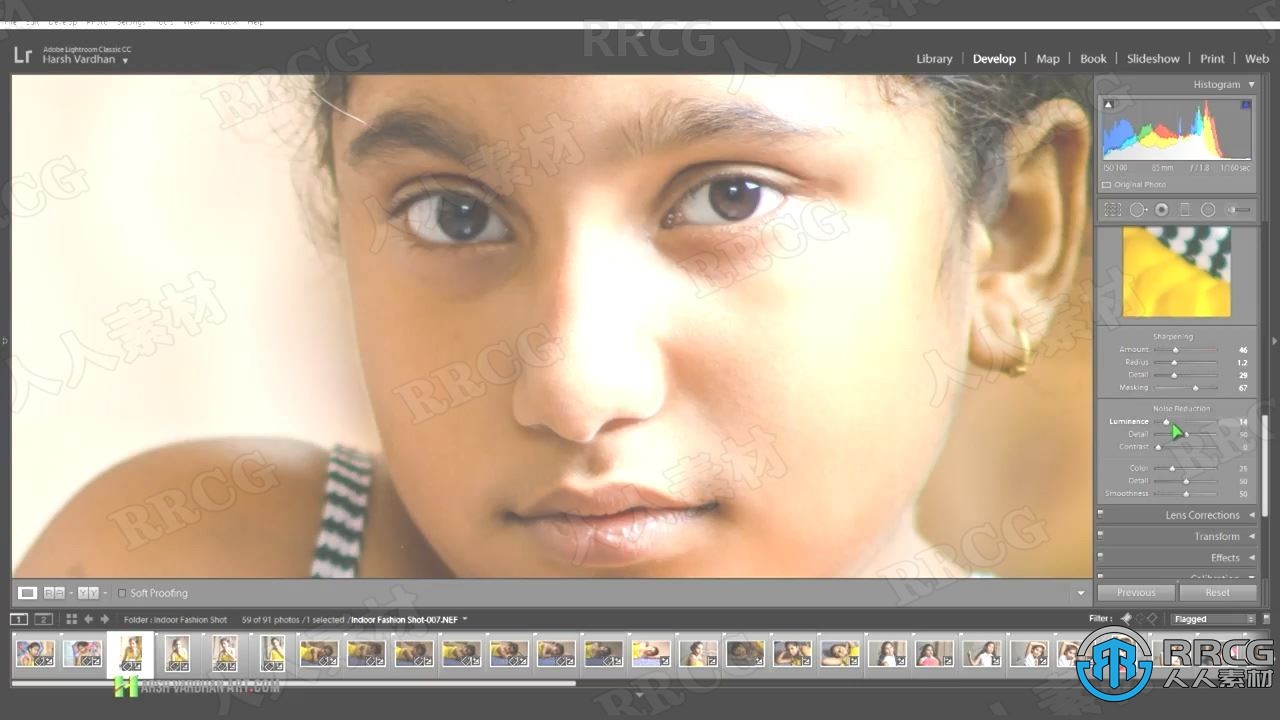 File Edit Develop Photo Settings Tools View Window Help
Lr
Adobe Lightroom Classic CC
Harsh Vardhan
Library | Develop | Map | Book | Slideshow | Print | Web
Histogram
ISO 100 85 mm f / 1.8 1/160 sec
Original Photo
Sharpening
Amount 46
Radius 1.2
Detail 29
Masking 67
Noise Reduction
Luminance 14
Detail 50
Contrast 0
Color 25
Detail 50
Smoothness 50
Lens Corrections
Transform
Effects
Calibration
Previous Reset
Soft Proofing
1 2 Folder : Indoor Fashion Shot 59 of 91 photos / 1 selected / Indoor Fashion Shot-007.NEF
Filter : Flagged
HARSH VARDHAN ART.COM
RRCG
人人素材
RRCG
人人素材